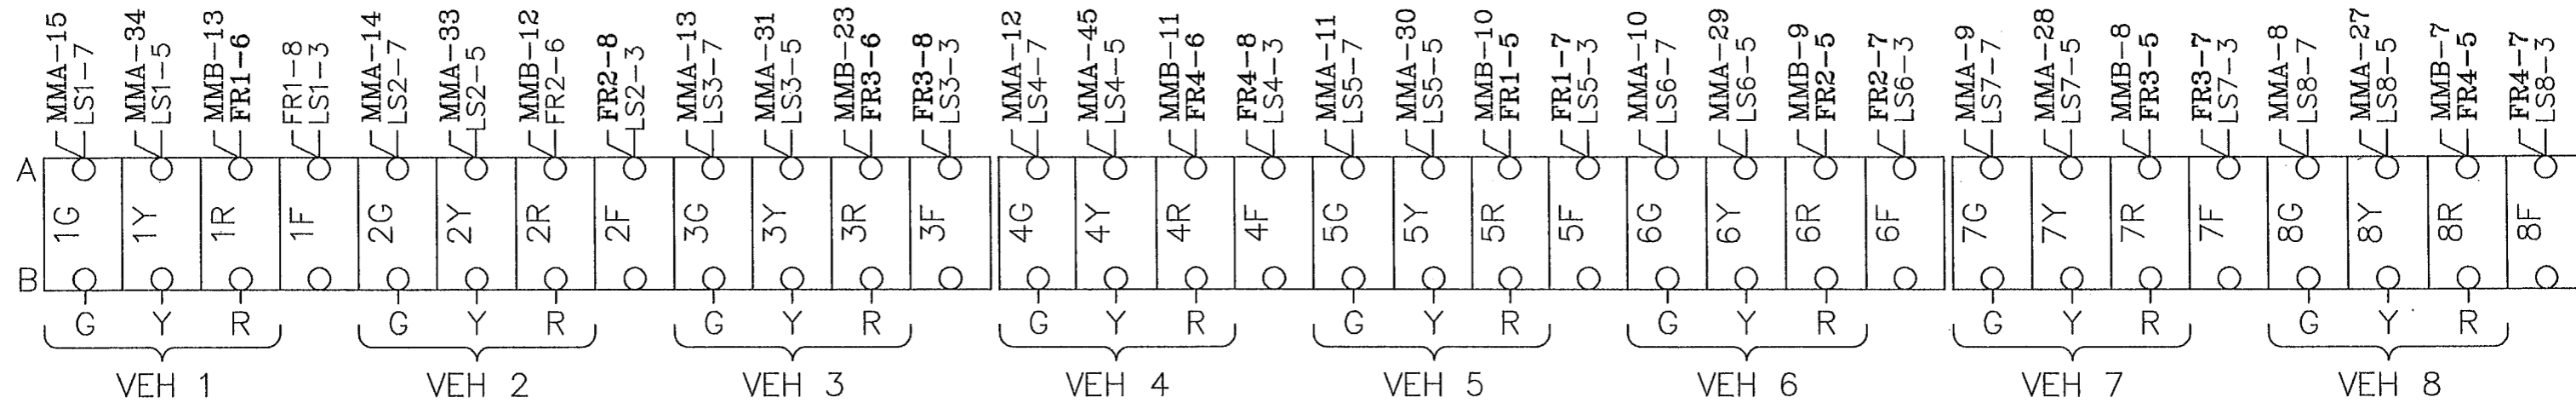 MMA-15
LS1-7
MMA-34
LS1-5
MMB-13
FR1-6
FR1-8
LS1-3
MMA-14
LS2-7
MMA-33
LS2-5
MMB-12
FR2-6
FR2-8
LS2-3
MMA-13
LS3-7
MMA-31
LS3-5
MMB-23
FR3-6
FR3-8
LS3-3
MMA-12
LS4-7
MMA-45
LS4-5
MMB-11
FR4-6
FR4-8
LS4-3
MMA-11
LS5-7
MMA-30
LS5-5
MMB-10
FR1-5
FR1-7
LS5-3
MMA-10
LS6-7
MMA-29
LS6-5
MMB-9
FR2-5
FR2-7
LS6-3
MMA-9
LS7-7
MMA-28
LS7-5
MMB-8
FR3-5
FR3-7
LS7-3
MMA-8
LS8-7
MMA-27
LS8-5
MMB-7
FR4-5
FR4-7
LS8-3
A
1G 1Y 1R 1F 2G 2Y 2R 2F 3G 3Y 3R 3F 4G 4Y 4R 4F 5G 5Y 5R 5F 6G 6Y 6R 6F 7G 7Y 7R 7F 8G 8Y 8R 8F
B
G Y R G Y R G Y R G Y R G Y R G Y R G Y R G Y R
VEH 1 VEH 2 VEH 3 VEH 4 VEH 5 VEH 6 VEH 7 VEH 8